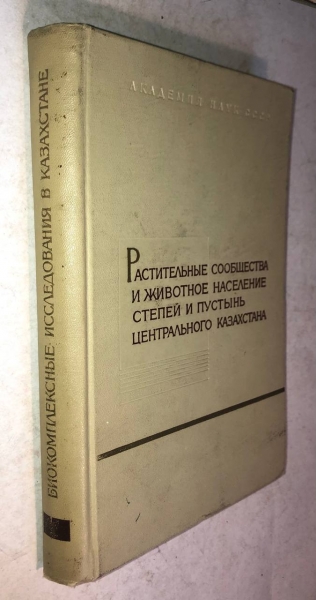 АКАДЕМИЯ НАУК СССР
РАСТИТЕЛЬНЫЕ СООБЩЕСТВА
И ЖИВОТНОЕ НАСЕЛЕНИЕ
СТЕПЕЙ И ПУСТЫНЬ
ЦЕНТРАЛЬНОГО КАЗАХСТАНА
БИОКОМПЛЕКСНЫЕ ИССЛЕДОВАНИЯ В КАЗАХСТАНЕ